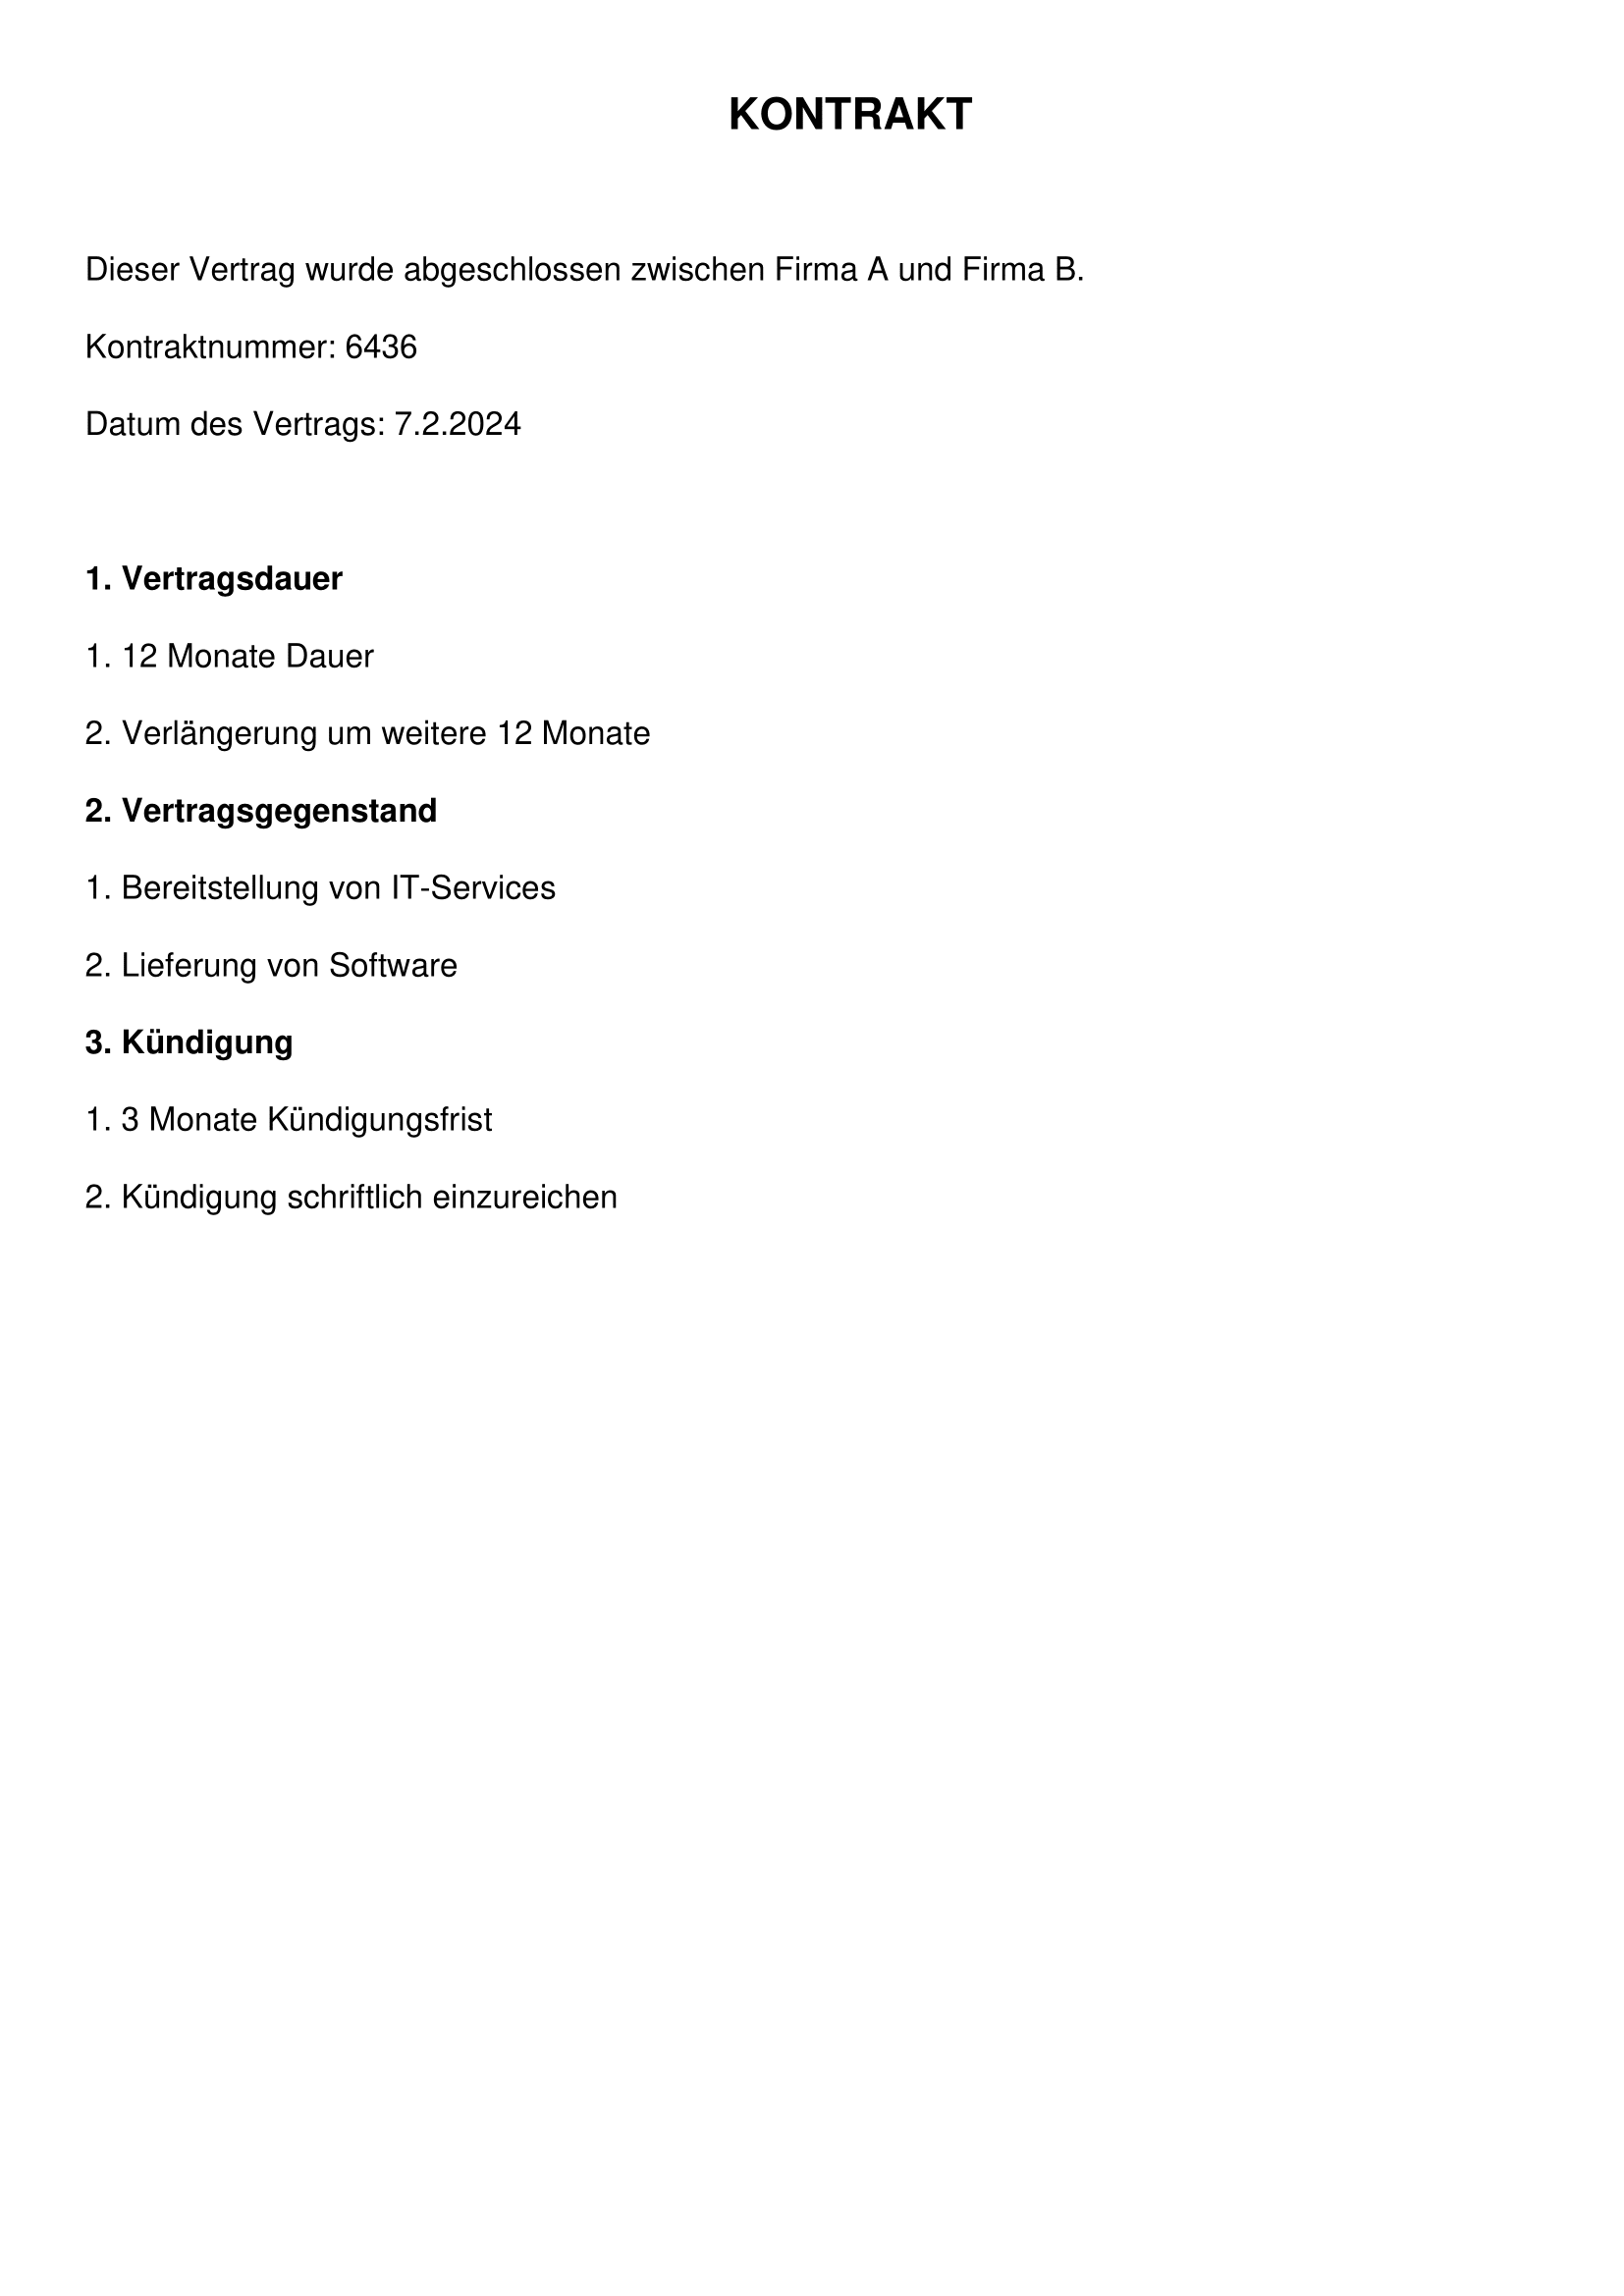 KONTRAKT
Dieser Vertrag wurde abgeschlossen zwischen Firma A und Firma B.
Kontraktnummer: 6436
Datum des Vertrags: 7.2.2024
1. Vertragsdauer
1. 12 Monate Dauer
2. Verlängerung um weitere 12 Monate
2. Vertragsgegenstand
1. Bereitstellung von IT-Services
2. Lieferung von Software
3. Kündigung
1. 3 Monate Kündigungsfrist
2. Kündigung schriftlich einzureichen